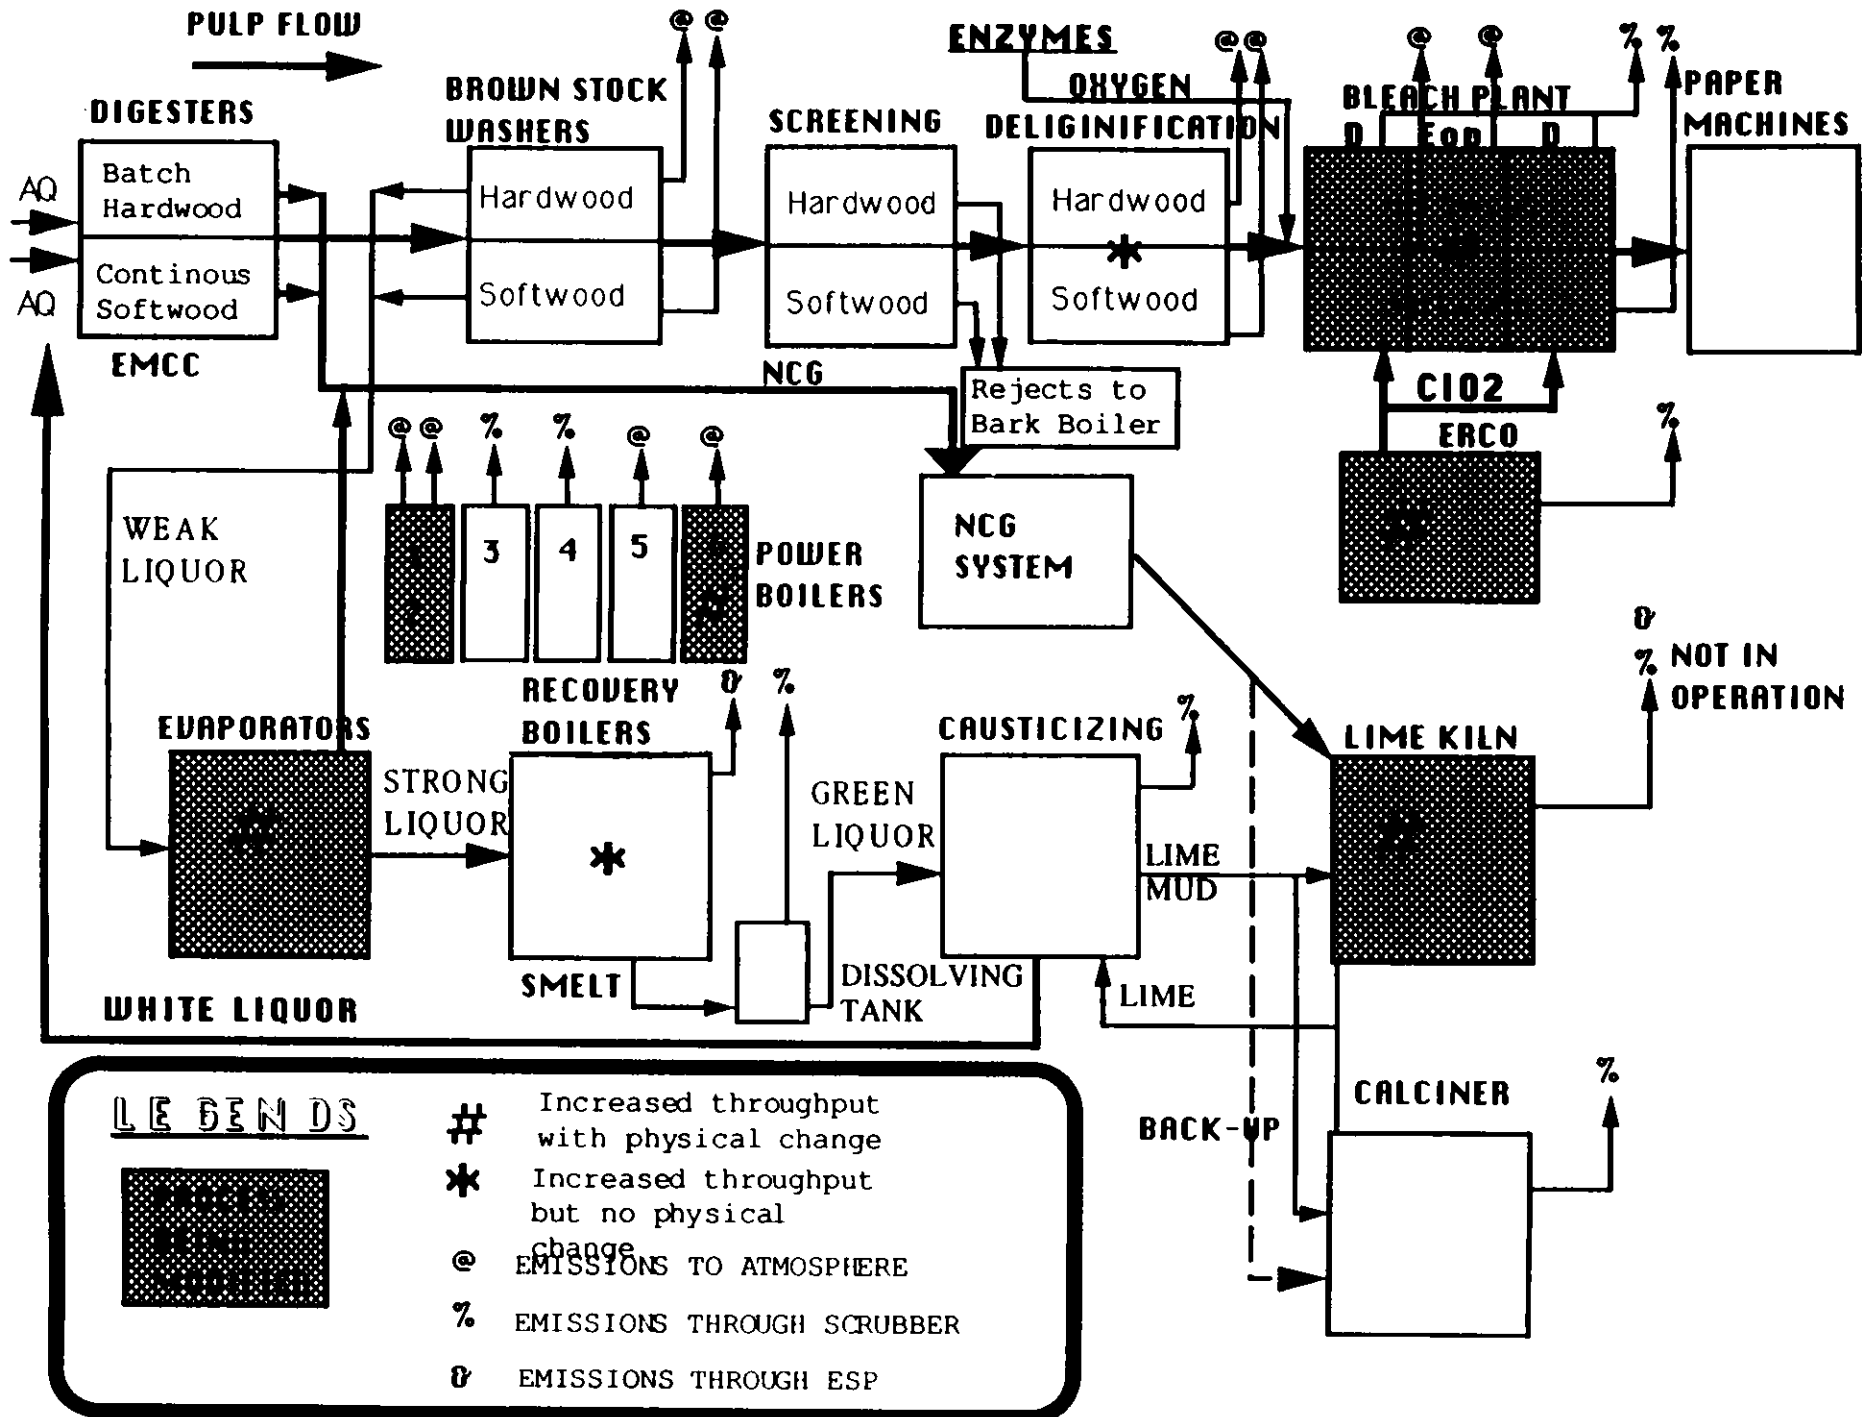 PULP FLOW
@ @
ENZYMES
@ @
@ @
% %
DIGESTERS
BROWN STOCK
WASHERS
SCREENING
OXYGEN
DELIGINIFICATION
BLEACH PLANT
D Eop D
PAPER
MACHINES
AQ
AQ
Batch
Hardwood
Continous
Softwood
EMCC
Hardwood
Softwood
Hardwood
Softwood
Hardwood
*
Softwood
NCG
Rejects to
Bark Boiler
ClO2
ERCO
%
#
@ @ % % @ @
3 4 5
POWER
BOILERS
WEAK
LIQUOR
NCG
SYSTEM
&
% NOT IN
OPERATION
EVAPORATORS
#
STRONG
LIQUOR
RECOVERY
BOILERS
*
& %
GREEN
LIQUOR
CAUSTICIZING
%
LIME KILN
#
LIME
MUD
SMELT
DISSOLVING
TANK
LIME
WHITE LIQUOR
BACK-UP
CALCINER
%
LEGENDS
PROCESS
BEING
MODIFIED
# Increased throughput
with physical change
* Increased throughput
but no physical
change
@ EMISSIONS TO ATMOSPHERE
% EMISSIONS THROUGH SCRUBBER
& EMISSIONS THROUGH ESP